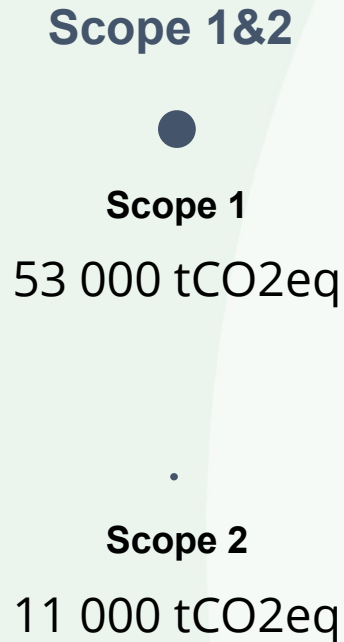 Scope 1&2
Scope 1
53 000 tCO2eq
Scope 2
11 000 tCO2eq